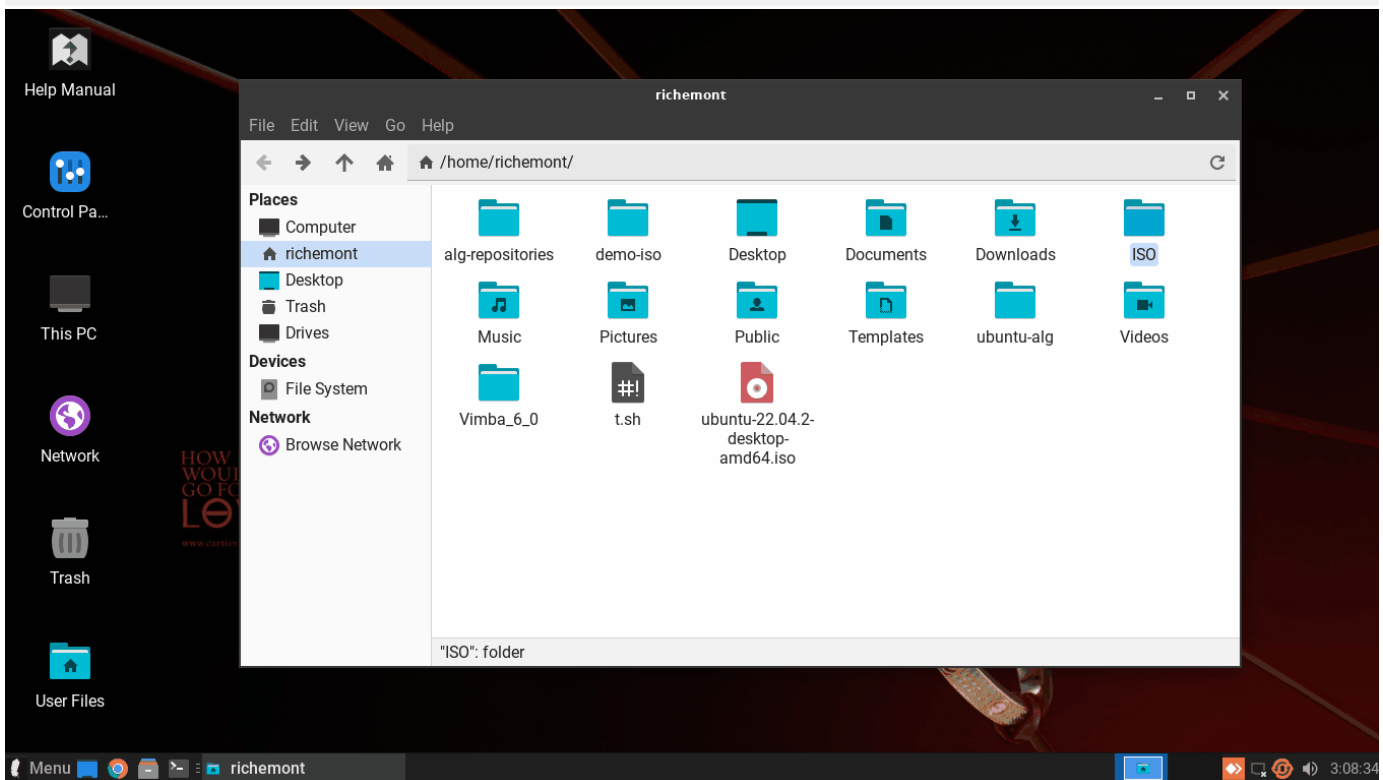 Help Manual
Control Pa...
This PC
Network
Trash
User Files
HOW
WOUL
GO FO
richemont
File Edit View Go Help
/home/richemont/
Places
Computer
richemont
Desktop
Trash
Drives
Devices
File System
Network
Browse Network
alg-repositories demo-iso Desktop Documents Downloads ISO
Music Pictures Public Templates ubuntu-alg Videos
Vimba_6_0 t.sh ubuntu-22.04.2-
desktop-
amd64.iso
#!
"ISO": folder
Menu richemont 3:08:34